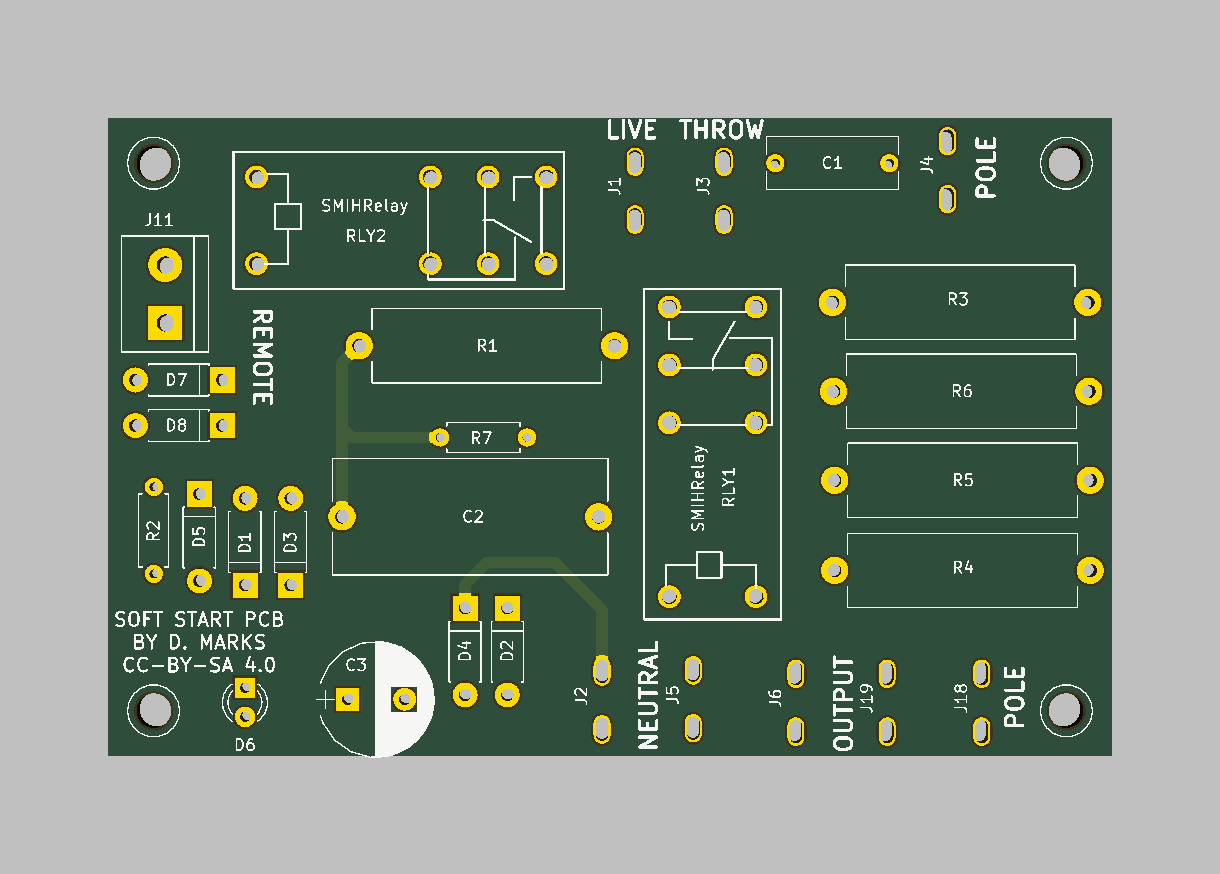 LIVE THROW
J1
J3
C1
J4
POLE
SMIHRelay
RLY2
J11
R3
REMOTE
R1
D7
R6
D8
R7
SMIHRelay
RLY1
R5
R2
D5
D1
D3
C2
R4
SOFT START PCB
BY D. MARKS
CC-BY-SA 4.0
D4
D2
C3
+
D6
J2
NEUTRAL
J5
J6
OUTPUT
J19
J18
POLE